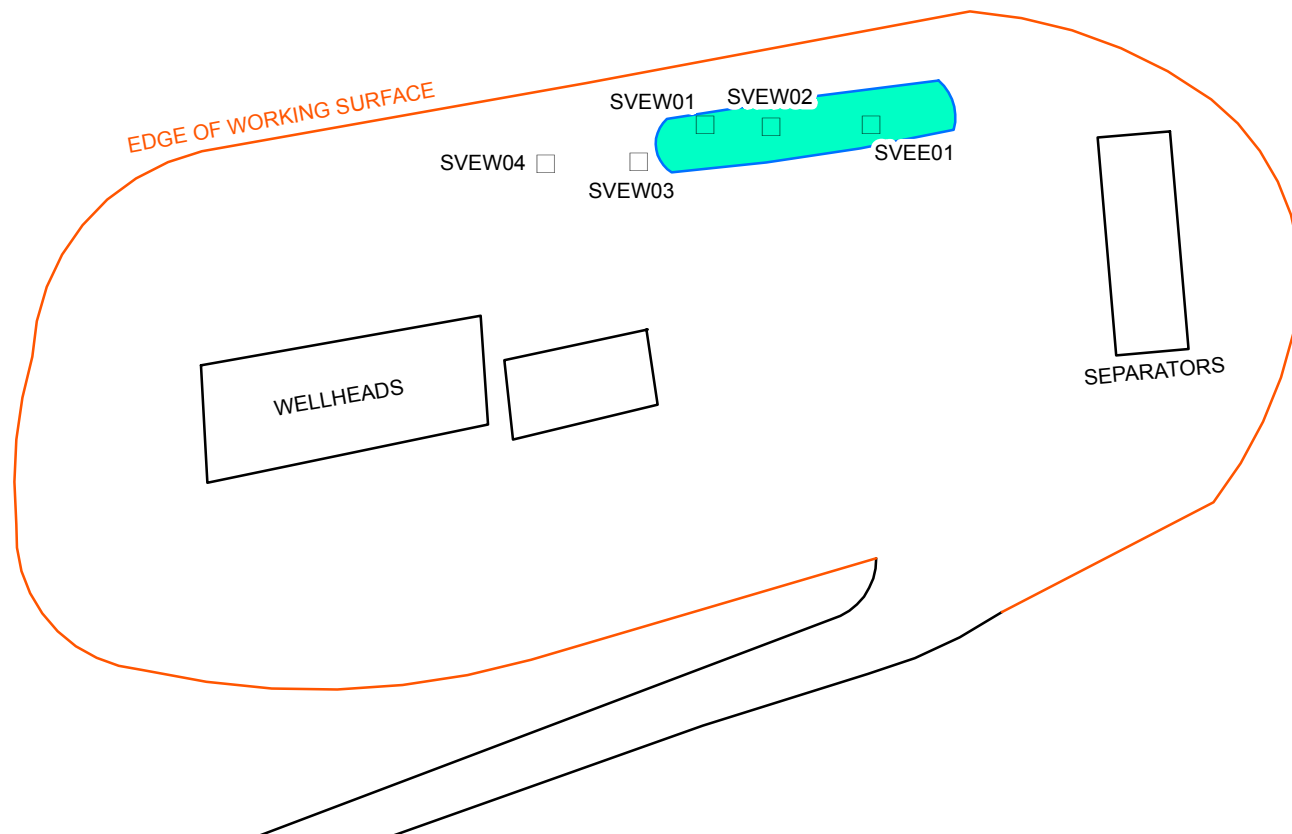 EDGE OF WORKING SURFACE
SVEW01
SVEW02
SVEW04
SVEW03
SVEE01
WELLHEADS
SEPARATORS